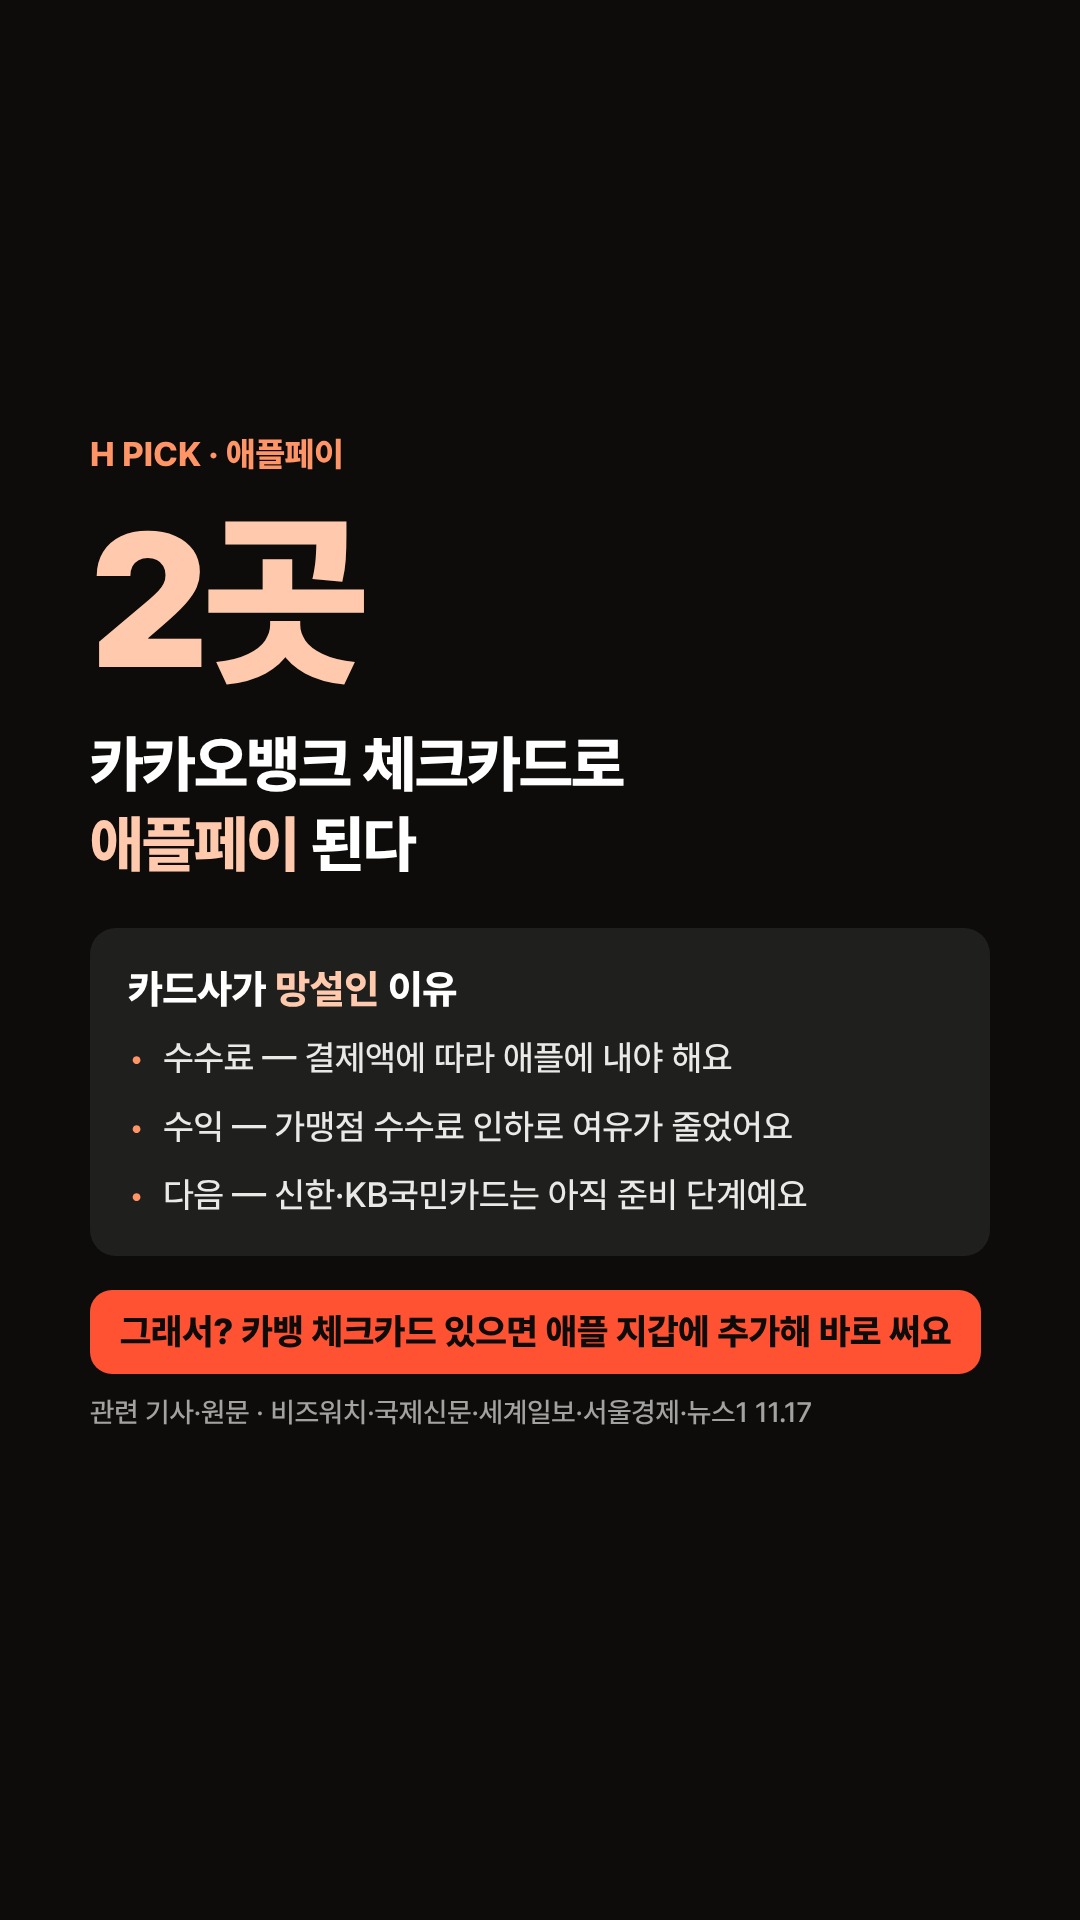 H PICK · 애플페이
2곳
카카오뱅크 체크카드로
애플페이 된다
카드사가 망설인 이유
• 수수료 — 결제액에 따라 애플에 내야 해요
• 수익 — 가맹점 수수료 인하로 여유가 줄었어요
• 다음 — 신한·KB국민카드는 아직 준비 단계예요
그래서? 카뱅 체크카드 있으면 애플 지갑에 추가해 바로 써요
관련 기사·원문 · 비즈워치·국제신문·세계일보·서울경제·뉴스1 11.17